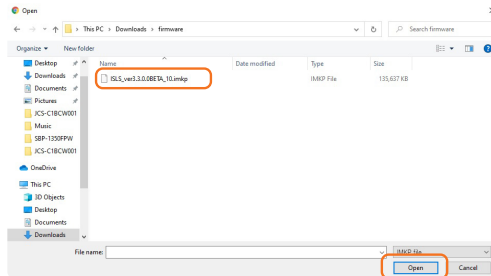 Open
This PC > Downloads > firmware
Search firmware
Organize
New folder
Name
Date modified
Type
Size
Desktop
Downloads
Documents
Pictures
JCS-C1BCW001
Music
SBP-1350FPW
JCS-C1BCW001
OneDrive
This PC
3D Objects
Desktop
Documents
Downloads
ISLS_ver3.3.0.0BETA_10.imkp
IMKP File
135,637 KB
File name:
IMKP file
Open
Cancel